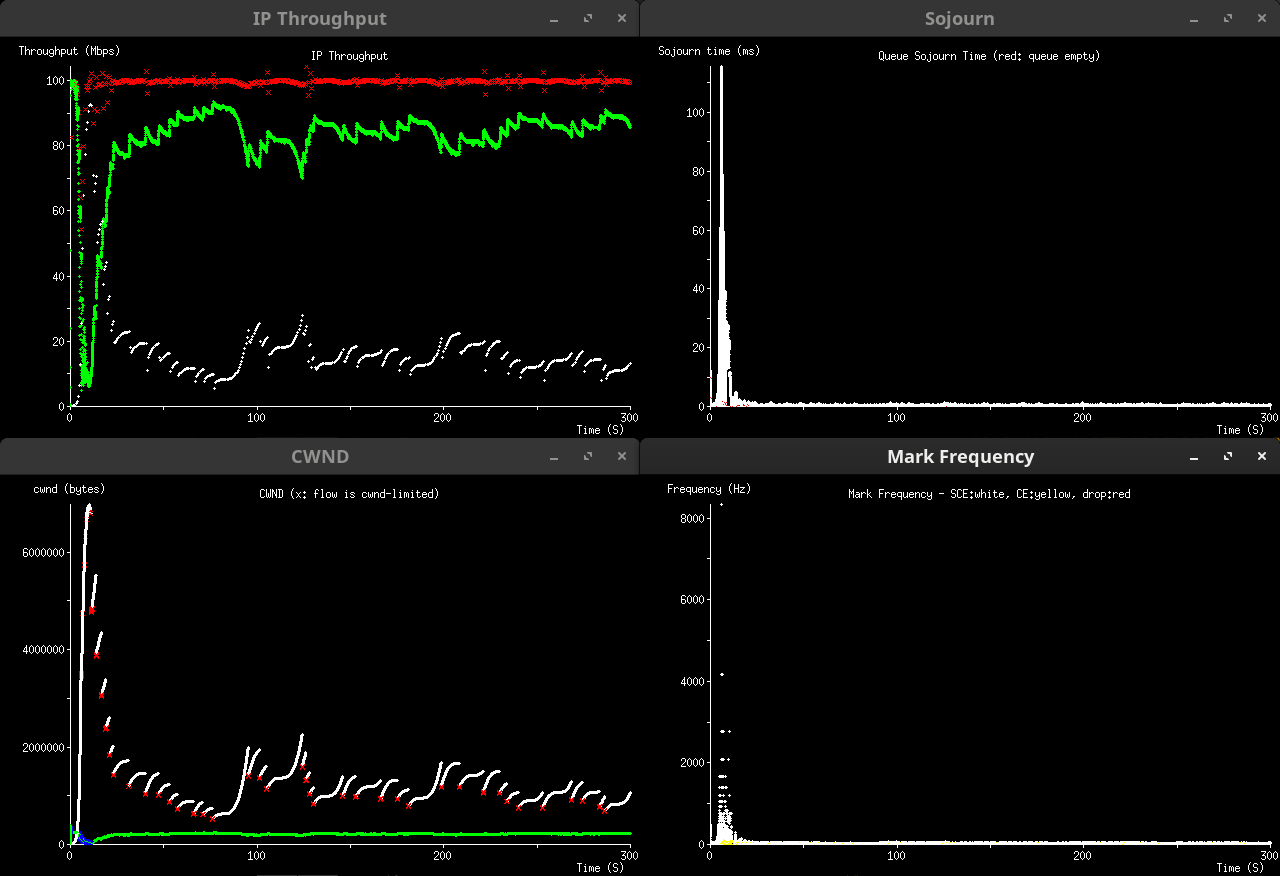 IP Throughput
Throughput (Mbps)
IP Throughput
100
80
60
40
20
0
0
100
200
300
Time (S)
Sojourn
Sojourn time (ms)
Queue Sojourn Time (red: queue empty)
100
80
60
40
20
0
0
100
200
300
Time (S)
CWND
cwnd (bytes)
CWND (x: flow is cwnd-limited)
6000000
4000000
2000000
0
0
100
200
300
Time (S)
Mark Frequency
Frequency (Hz)
Mark Frequency - SCE:white, CE:yellow, drop:red
8000
6000
4000
2000
0
0
100
200
300
Time (S)